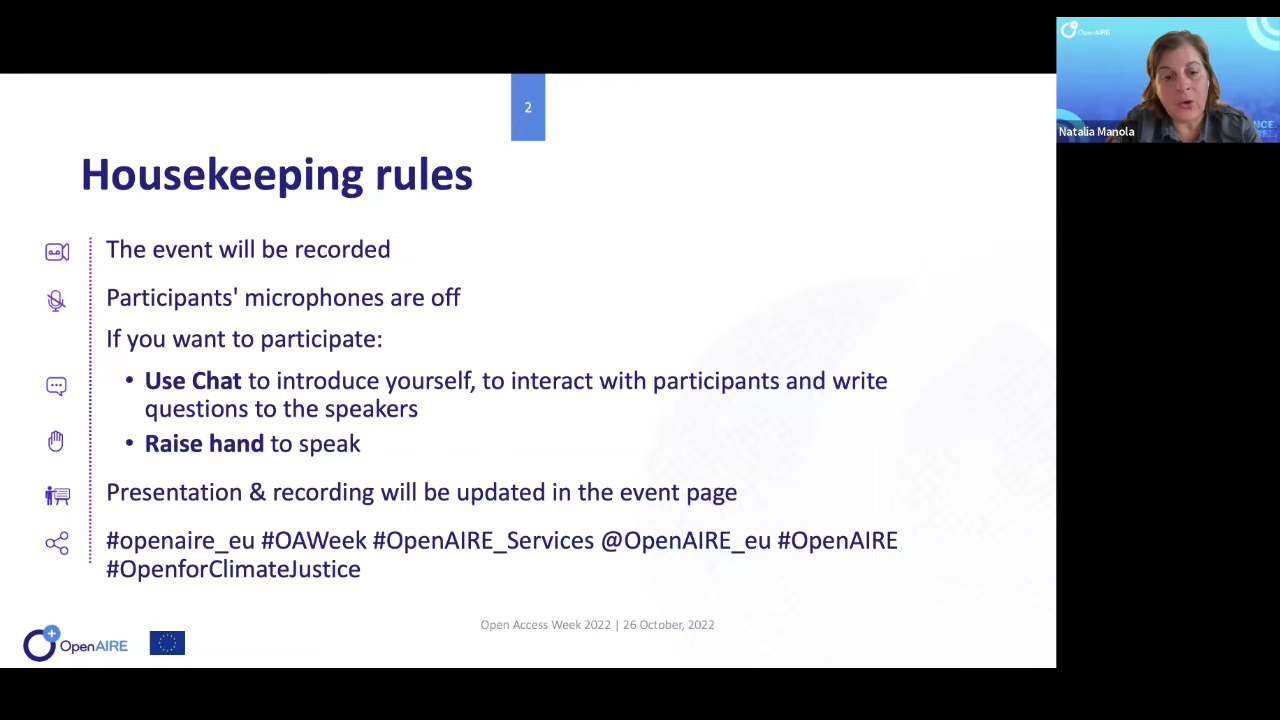 2
Housekeeping rules
The event will be recorded
Participants' microphones are off
If you want to participate:
• Use Chat to introduce yourself, to interact with participants and write
questions to the speakers
• Raise hand to speak
Presentation & recording will be updated in the event page
#openaire_eu #OAWeek #OpenAIRE_Services @OpenAIRE_eu #OpenAIRE
#OpenforClimateJustice
Open Access Week 2022 | 26 October, 2022
OpenAIRE
OpenAIRE
Natalia Manola